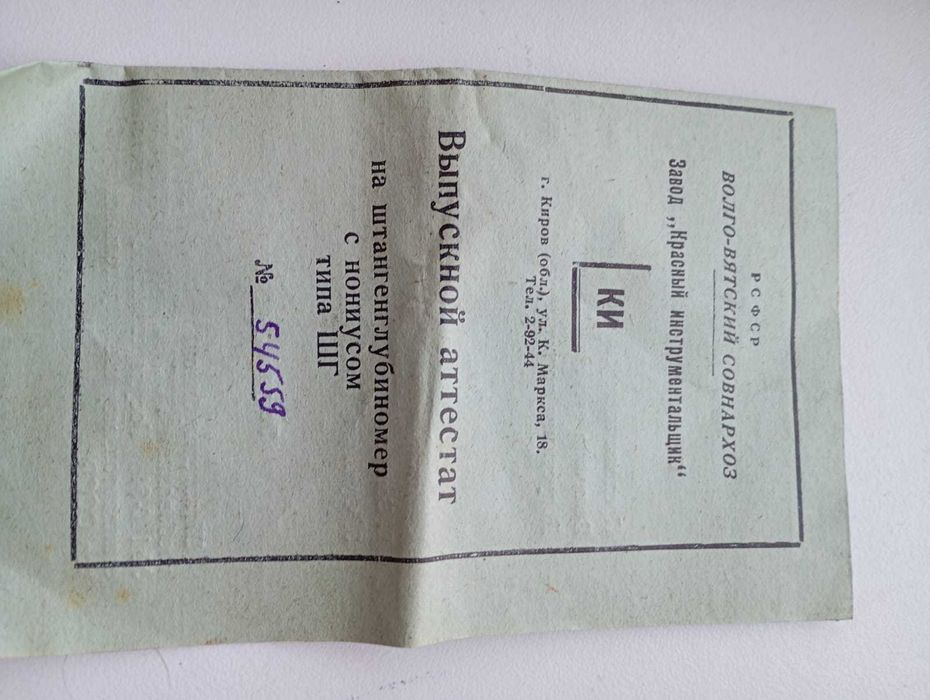 РСФСР
ВОЛГО-ВЯТСКИЙ СОВНАРХОЗ
Завод „Красный инструментальщик“
КИ
г. Киров (обл.), ул. К. Маркса, 18.
Тел. 2-92-44
Выпускной аттестат
на штангенглубиномер
с нониусом
типа ШГ
№ 54559